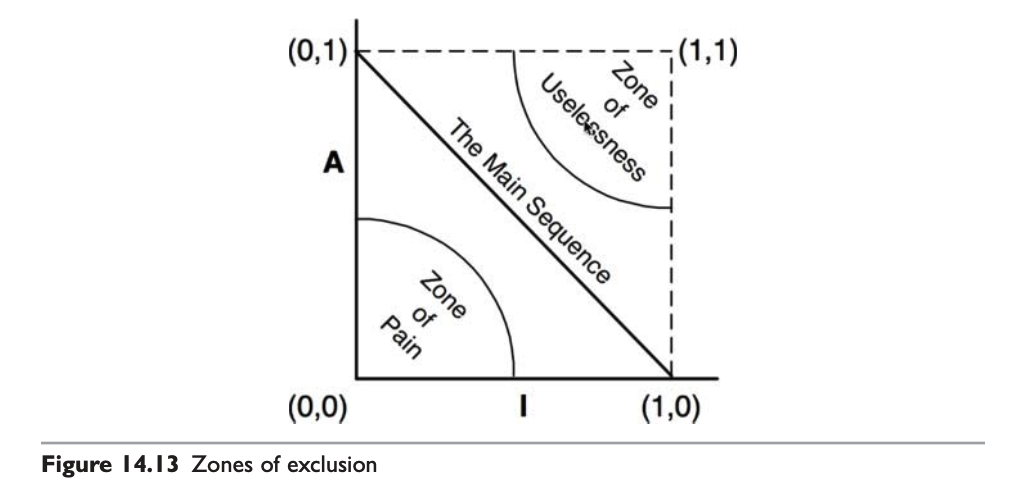 (0,1)
(1,1)
Zone
of
Uselessness
A
The Main Sequence
Zone
of
Pain
(0,0)
I
(1,0)
Figure 14.13 Zones of exclusion